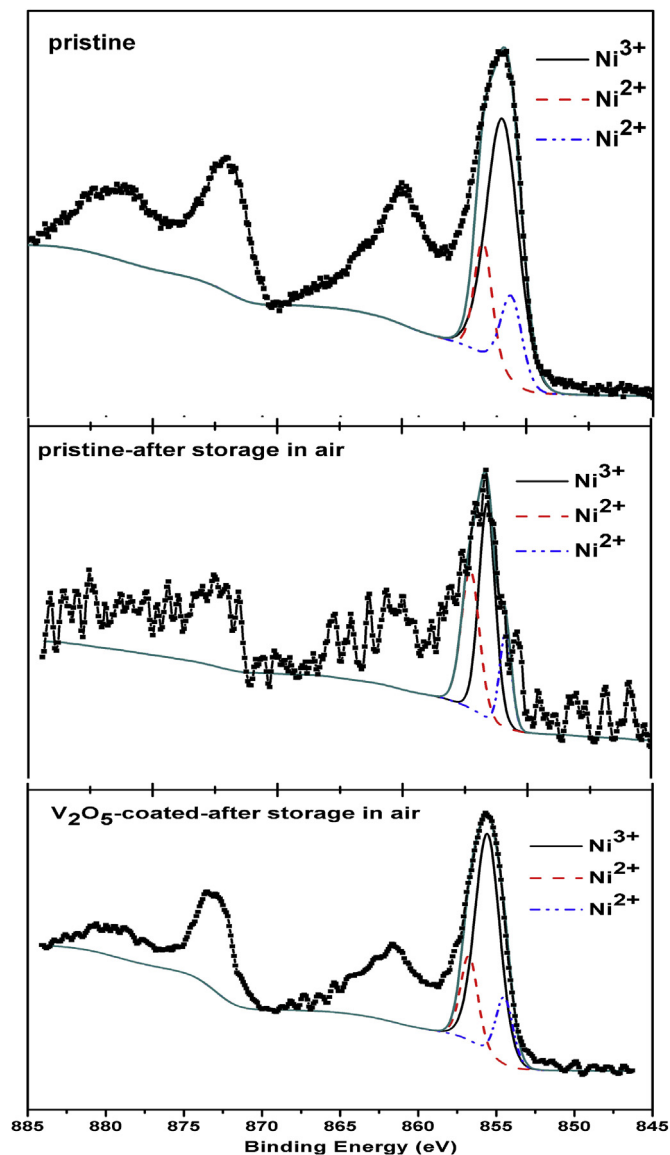 pristine
Ni³⁺
Ni²⁺
Ni²⁺
pristine-after storage in air
Ni³⁺
Ni²⁺
Ni²⁺
V₂O₅-coated-after storage in air
Ni³⁺
Ni²⁺
Ni²⁺
885 880 875 870 865 860 855 850 845
Binding Energy (eV)